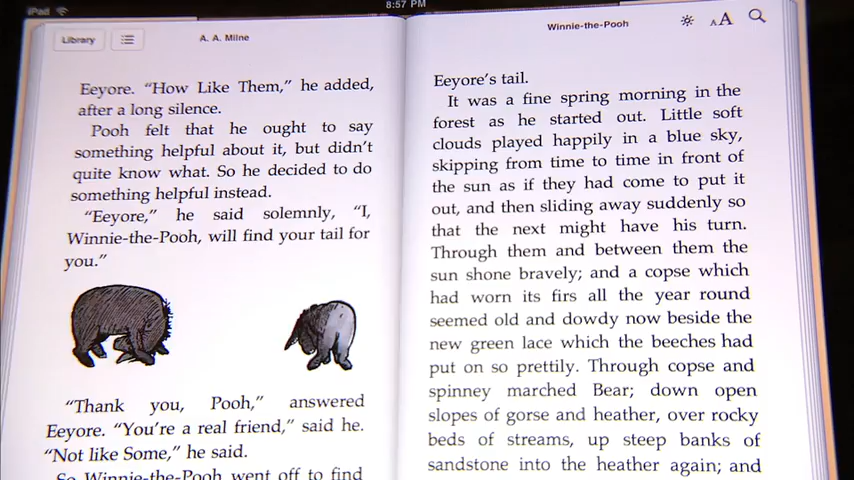 iPad
8:57 PM
Library
A. A. Milne
Winnie-the-Pooh
AA
Eeyore. “How Like Them,” he added,
after a long silence.
Pooh felt that he ought to say
something helpful about it, but didn’t
quite know what. So he decided to do
something helpful instead.
“Eeyore,” he said solemnly, “I,
Winnie-the-Pooh, will find your tail for
you.”
“Thank you, Pooh,” answered
Eeyore. “You're a real friend,” said he.
“Not like Some,” he said.
So Winnie-the-Pooh went off to find
Eeyore’s tail.
It was a fine spring morning in the
forest as he started out. Little soft
clouds played happily in a blue sky,
skipping from time to time in front of
the sun as if they had come to put it
out, and then sliding away suddenly so
that the next might have his turn.
Through them and between them the
sun shone bravely; and a copse which
had worn its firs all the year round
seemed old and dowdy now beside the
new green lace which the beeches had
put on so prettily. Through copse and
spinney marched Bear; down open
slopes of gorse and heather, over rocky
beds of streams, up steep banks of
sandstone into the heather again; and